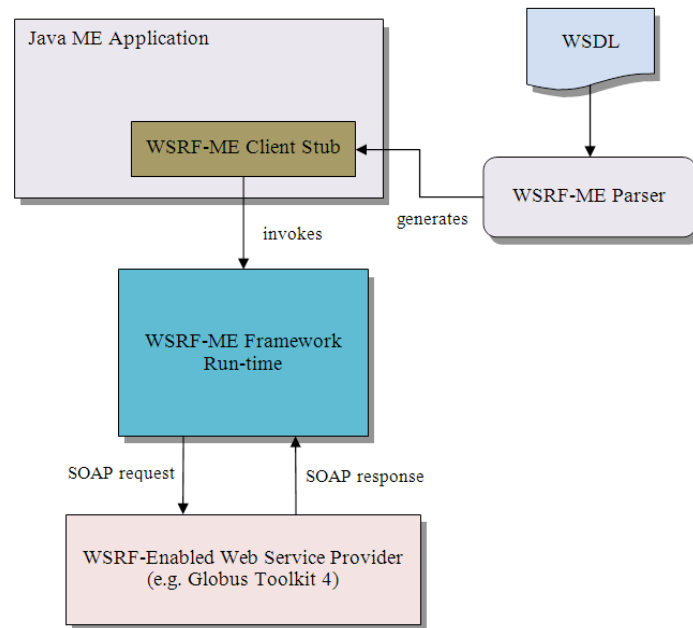 Java ME Application
WSDL
WSRF-ME Client Stub
WSRF-ME Parser
generates
invokes
WSRF-ME Framework
Run-time
SOAP request
SOAP response
WSRF-Enabled Web Service Provider
(e.g. Globus Toolkit 4)